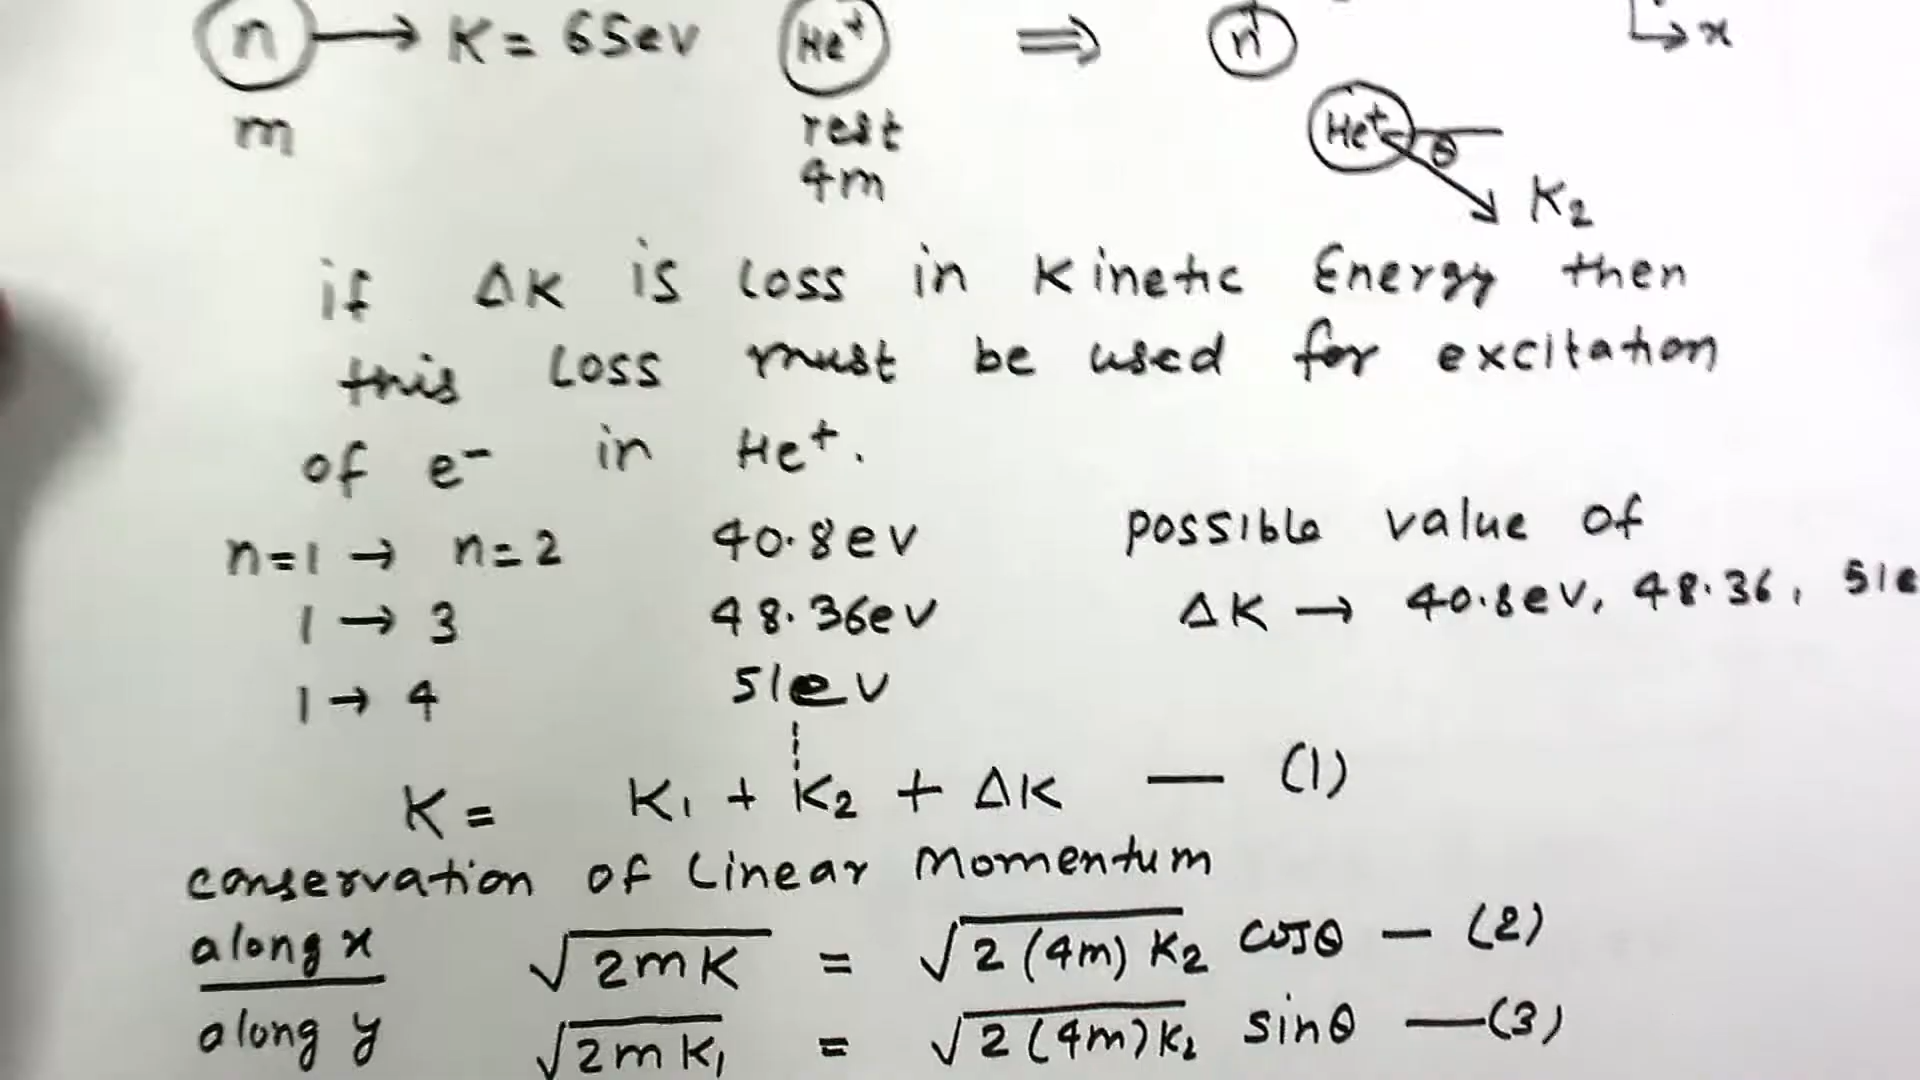 n → K = 65ev He⁺ ⇒ n x
m rest He⁺ θ
4m K₂
if ΔK is loss in Kinetic Energy then
this Loss must be used for excitation
of e⁻ in He⁺.
n=1 → n=2 40.8ev possible value of
1 → 3 48.36ev ΔK → 40.8ev, 48.36, 51e
1 → 4 51ev
K = K₁ + K₂ + ΔK — (1)
conservation of Linear Momentum
along x √2mK = √2(4m)K₂ cosθ — (2)
along y √2mK₁ = √2(4m)K₂ sinθ — (3)